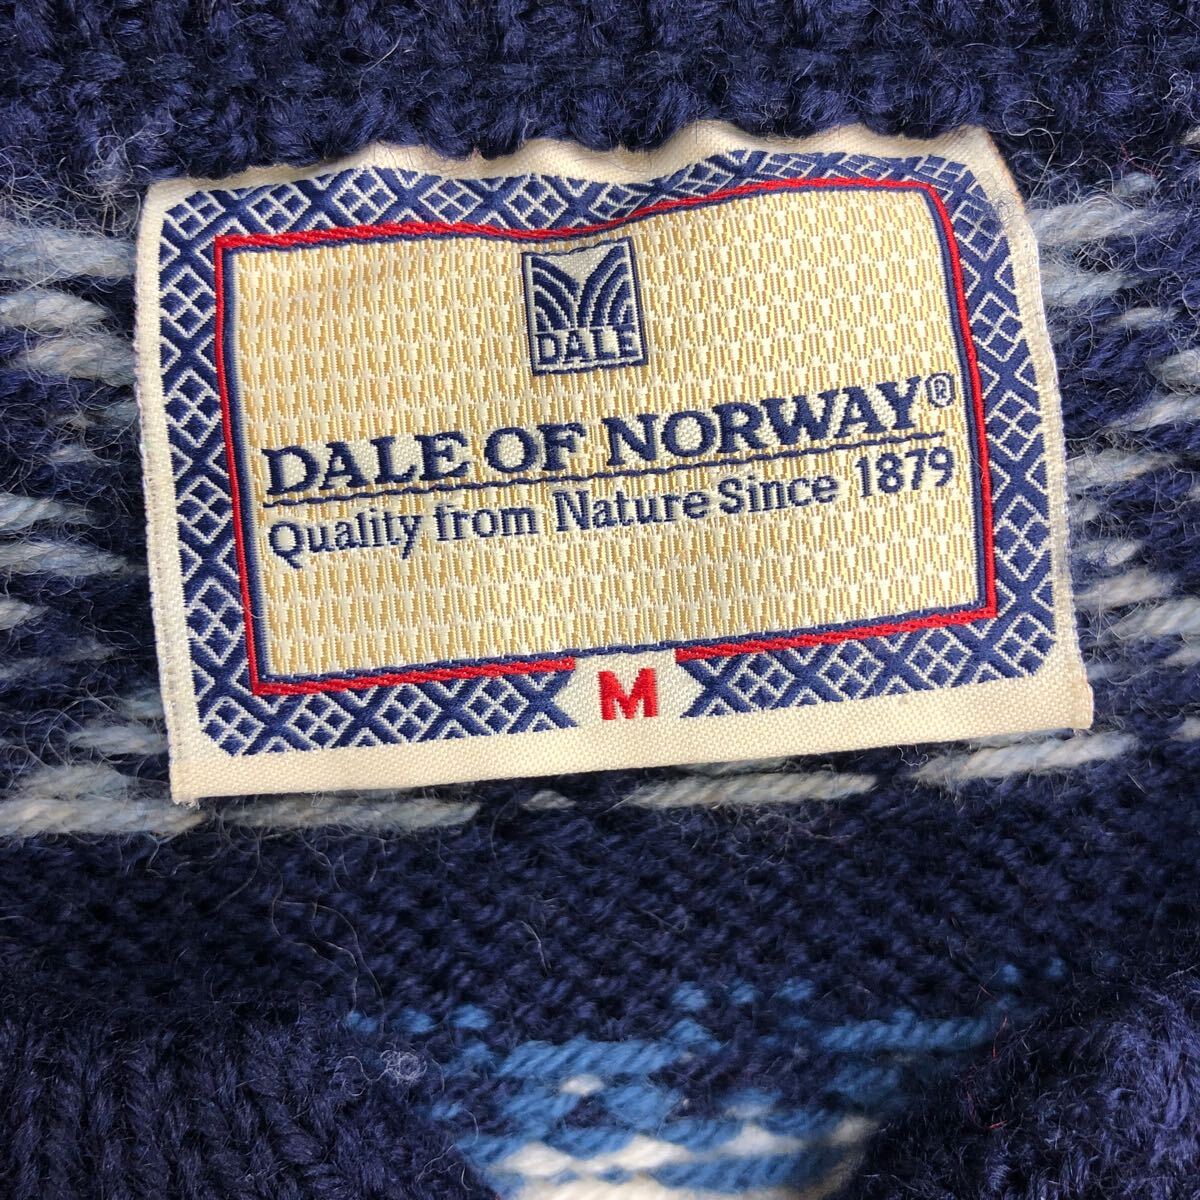 DALE
DALE OF NORWAY®
Quality from Nature Since 1879
M